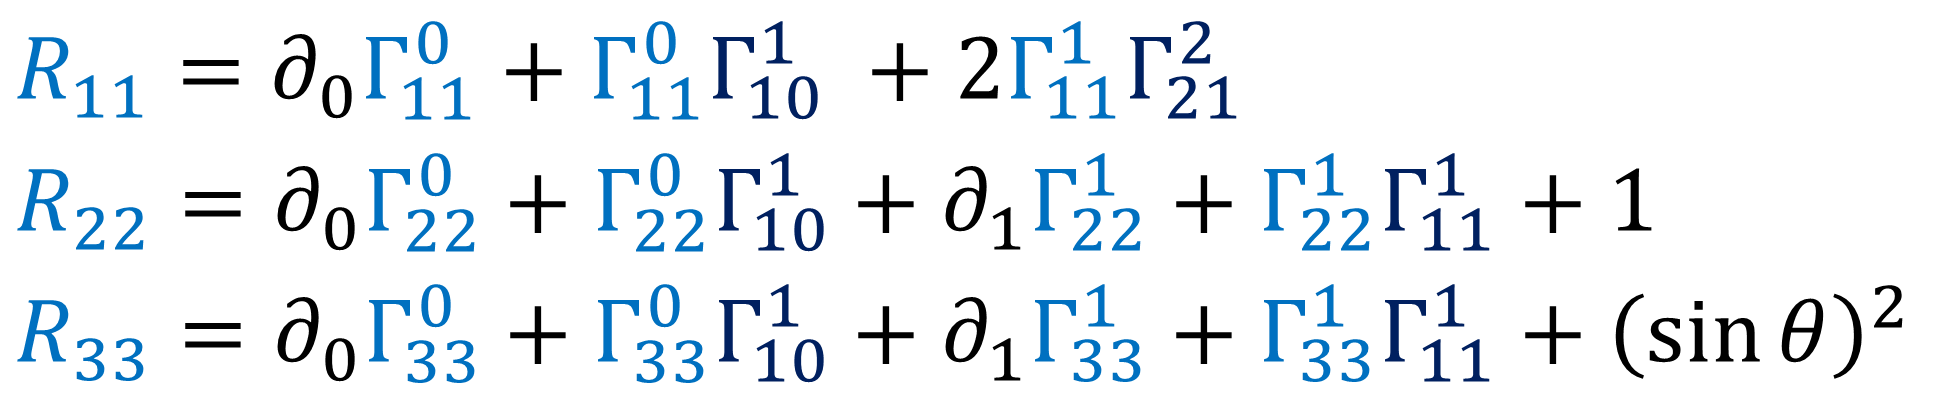 R₁₁ = ∂₀Γ⁰₁₁ + Γ⁰₁₁Γ¹₁₀ + 2Γ¹₁₁Γ²₂₁
R₂₂ = ∂₀Γ⁰₂₂ + Γ⁰₂₂Γ¹₁₀ + ∂₁Γ¹₂₂ + Γ¹₂₂Γ¹₁₁ + 1
R₃₃ = ∂₀Γ⁰₃₃ + Γ⁰₃₃Γ¹₁₀ + ∂₁Γ¹₃₃ + Γ¹₃₃Γ¹₁₁ + (sin θ)²